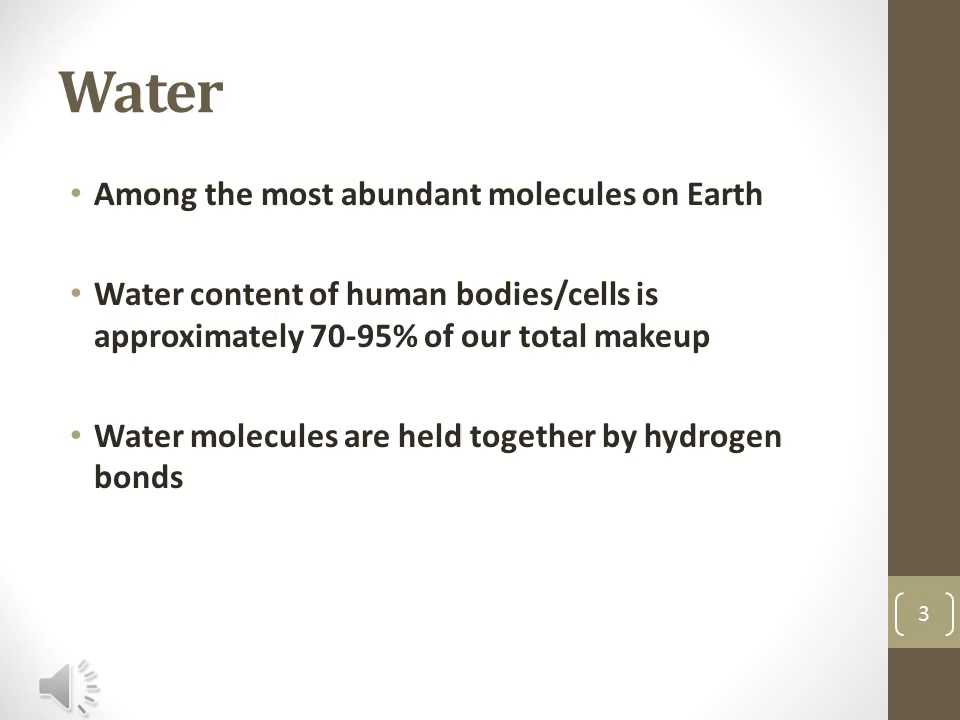 Water
• Among the most abundant molecules on Earth
• Water content of human bodies/cells is
approximately 70-95% of our total makeup
• Water molecules are held together by hydrogen
bonds
3